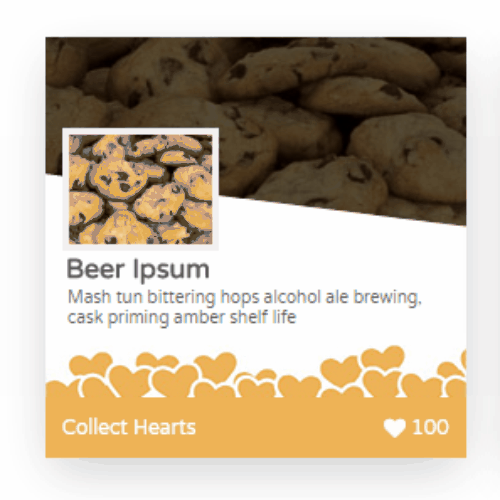 Beer Ipsum
Mash tun bittering hops alcohol ale brewing,
cask priming amber shelf life
Collect Hearts 100